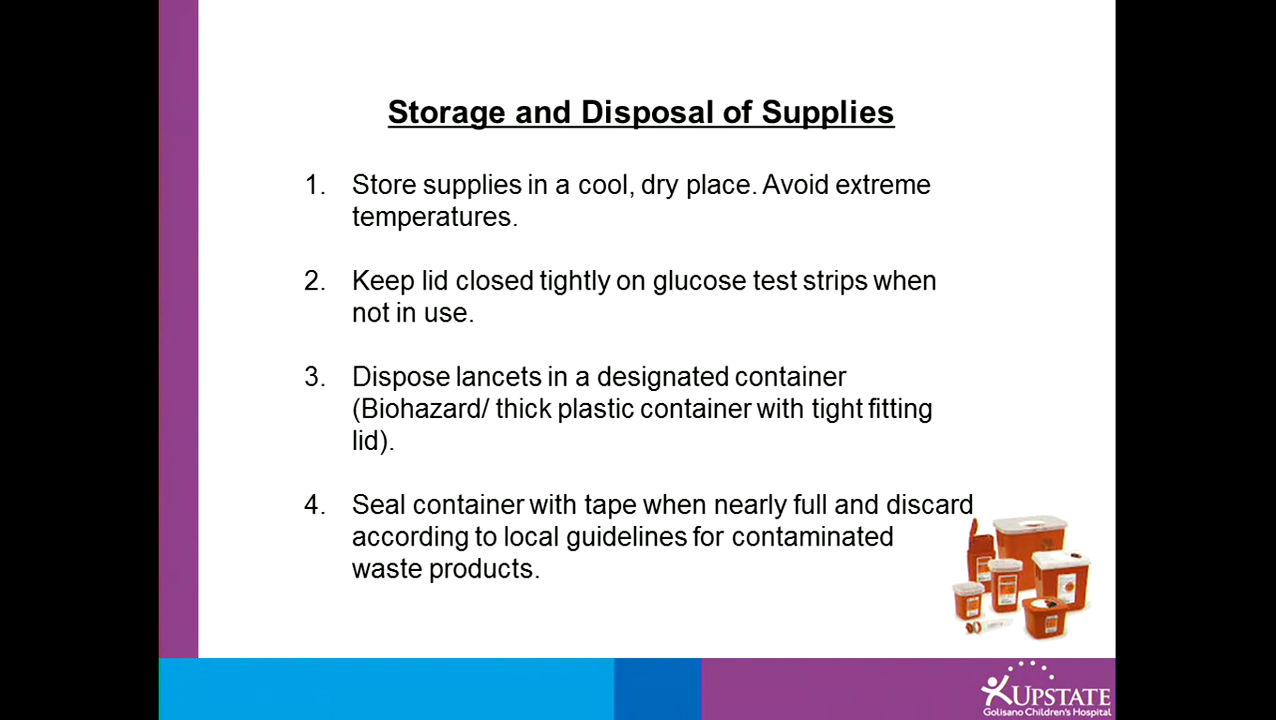 Storage and Disposal of Supplies
1. Store supplies in a cool, dry place. Avoid extreme
temperatures.
2. Keep lid closed tightly on glucose test strips when
not in use.
3. Dispose lancets in a designated container
(Biohazard/ thick plastic container with tight fitting
lid).
4. Seal container with tape when nearly full and discard
according to local guidelines for contaminated
waste products.
UPSTATE
Golisano Children's Hospital